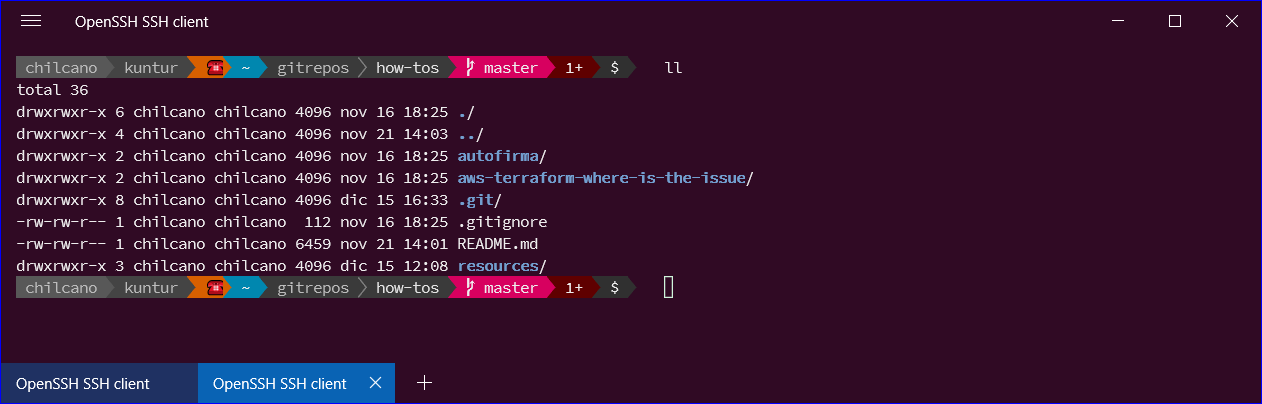 OpenSSH SSH client
chilcano kuntur ☎ ~ gitrepos how-tos master 1+ $ ll
total 36
drwxrwxr-x 6 chilcano chilcano 4096 nov 16 18:25 ./
drwxrwxr-x 4 chilcano chilcano 4096 nov 21 14:03 ../
drwxrwxr-x 2 chilcano chilcano 4096 nov 16 18:25 autofirma/
drwxrwxr-x 2 chilcano chilcano 4096 nov 16 18:25 aws-terraform-where-is-the-issue/
drwxrwxr-x 8 chilcano chilcano 4096 dic 15 16:33 .git/
-rw-rw-r-- 1 chilcano chilcano  112 nov 16 18:25 .gitignore
-rw-rw-r-- 1 chilcano chilcano 6459 nov 21 14:01 README.md
drwxrwxr-x 3 chilcano chilcano 4096 dic 15 12:08 resources/
chilcano kuntur ☎ ~ gitrepos how-tos master 1+ $
OpenSSH SSH client OpenSSH SSH client